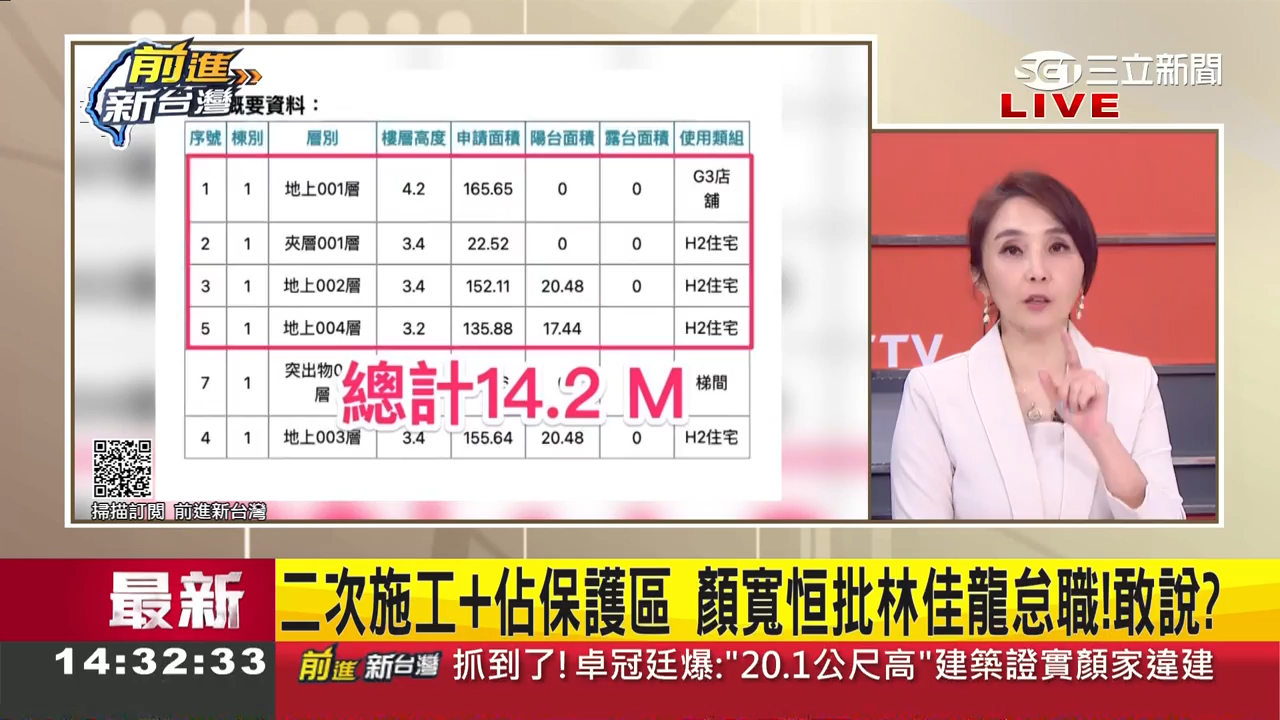 前進
新台灣
概要資料：
序號 棟別 層別 樓層高度 申請面積 陽台面積 露台面積 使用類組
1 1 地上001層 4.2 165.65 0 0 G3店舖
2 1 夾層001層 3.4 22.52 0 0 H2住宅
3 1 地上002層 3.4 152.11 20.48 0 H2住宅
5 1 地上004層 3.2 135.88 17.44 H2住宅
7 1 突出物 層 梯間
總計14.2 M
4 1 地上003層 3.4 155.64 20.48 0 H2住宅
掃描訂閱 前進新台灣
SET 三立新聞
LIVE
TV
最新
二次施工+佔保護區 顏寬恒批林佳龍怠職!敢說?
14:32:33
前進新台灣 抓到了!卓冠廷爆:"20.1公尺高"建築證實顏家違建